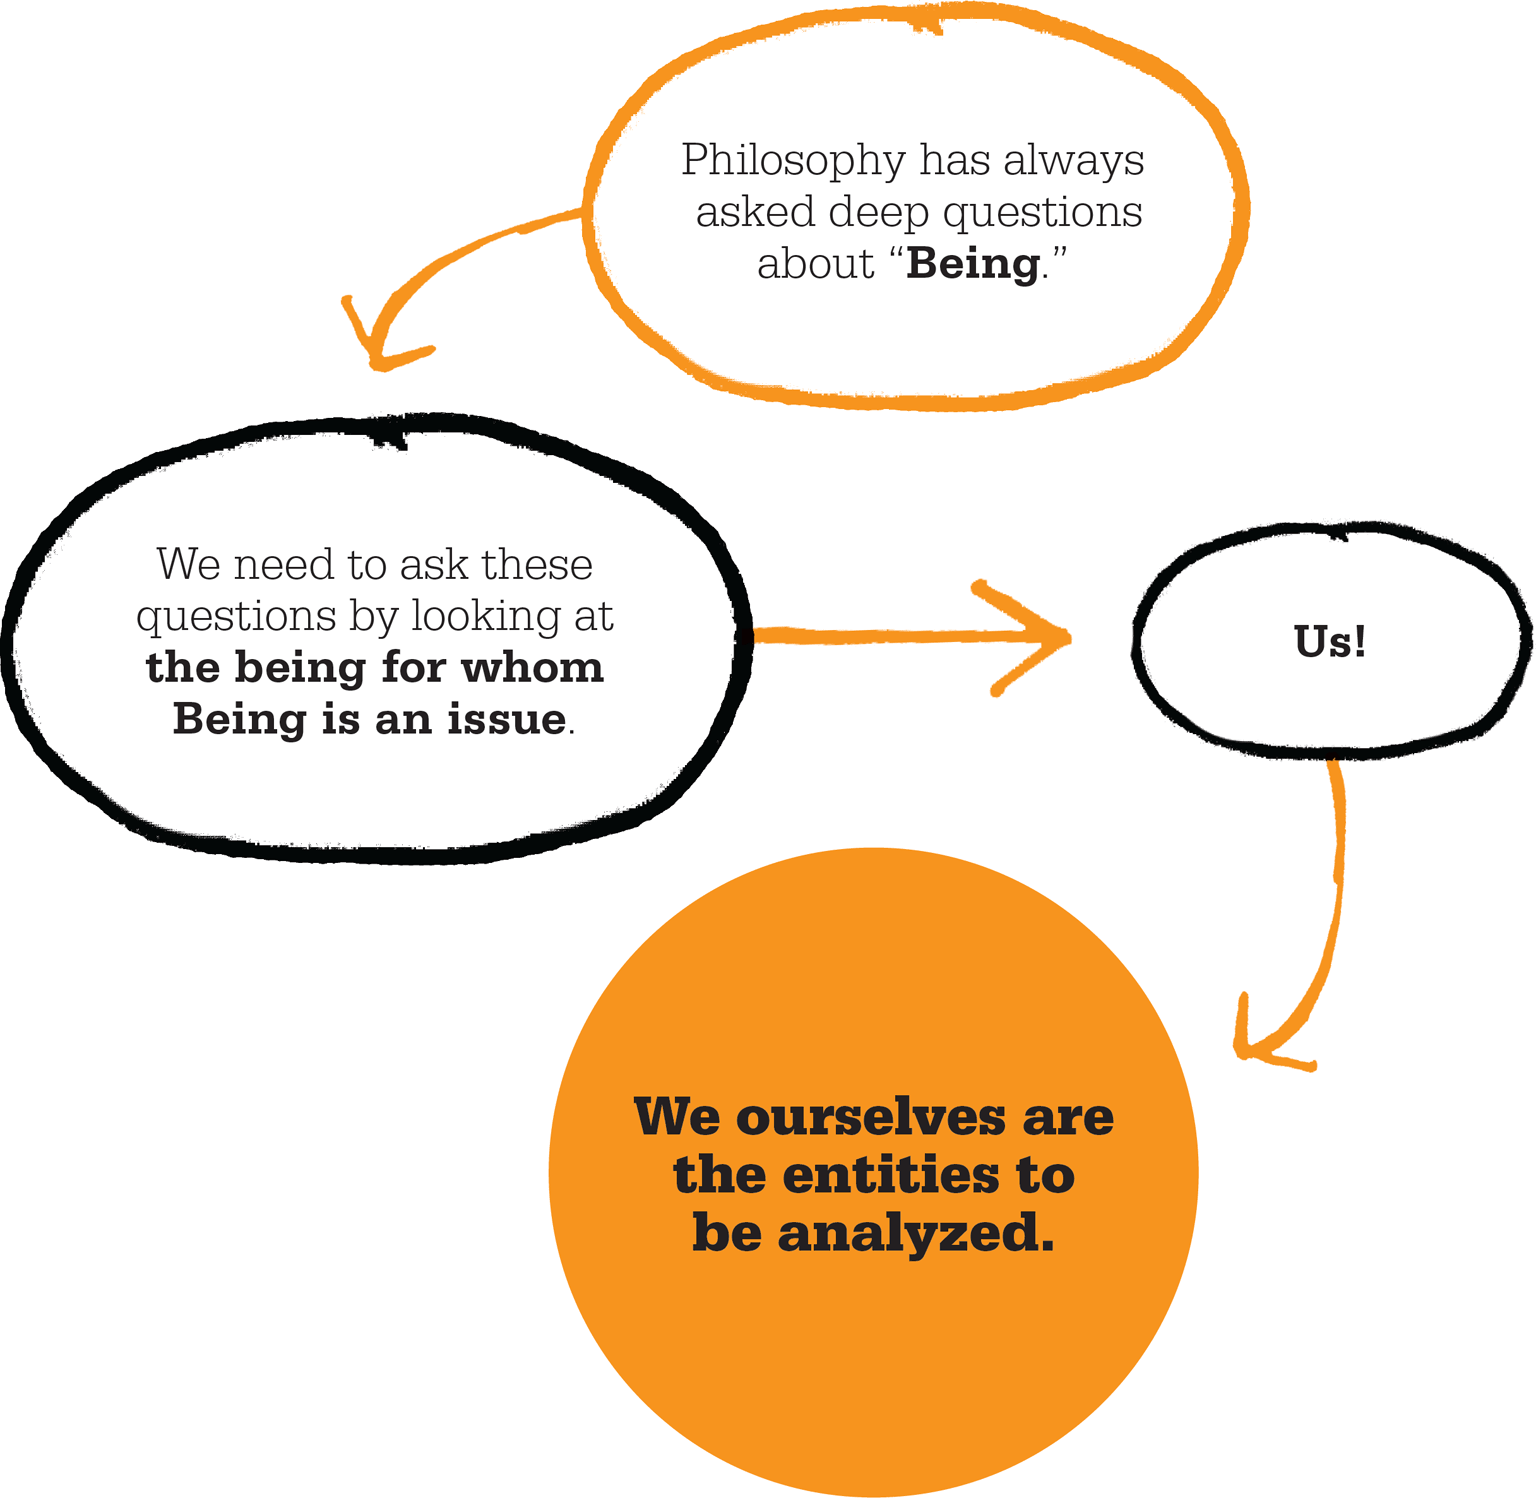 Philosophy has always
asked deep questions
about “Being.”
We need to ask these
questions by looking at
the being for whom
Being is an issue.
Us!
We ourselves are
the entities to
be analyzed.